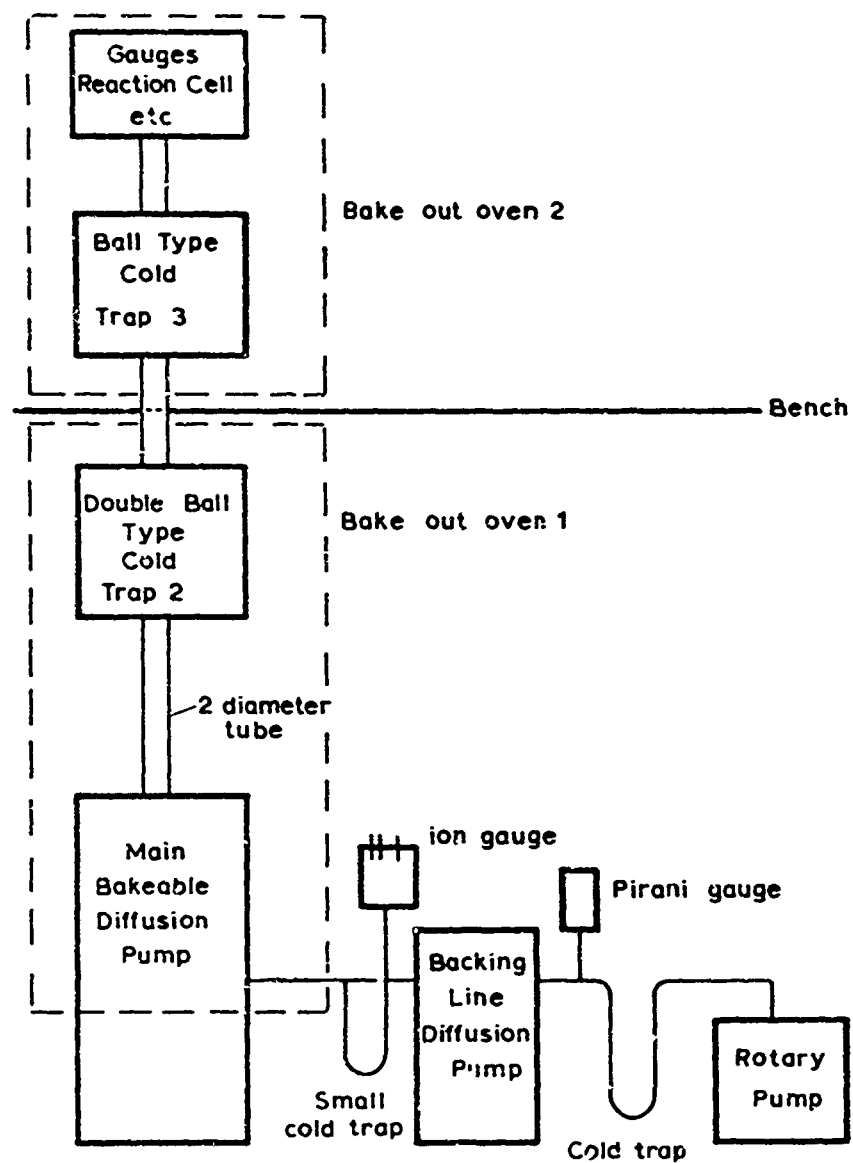 Gauges
Reaction Cell
etc
Bake out oven 2
Ball Type
Cold
Trap 3
Bench
Double Ball
Type
Cold
Trap 2
Bake out oven 1
2 diameter
tube
ion gauge
Main
Bakeable
Diffusion
Pump
Pirani gauge
Backing
Line
Diffusion
Pump
Rotary
Pump
Small
cold trap
Cold trap